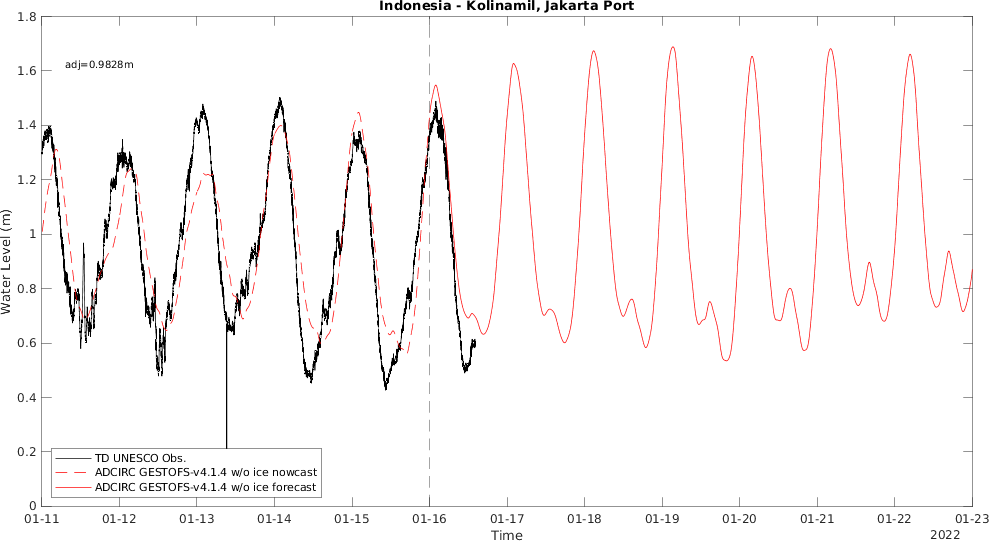 Indonesia - Kolinamil, Jakarta Port
1.8
1.6
1.4
1.2
1
0.8
0.6
0.4
0.2
0
Water Level (m)
adj=0.9828m
TD UNESCO Obs.
ADCIRC GESTOFS-v4.1.4 w/o ice nowcast
ADCIRC GESTOFS-v4.1.4 w/o ice forecast
01-11 01-12 01-13 01-14 01-15 01-16 01-17 01-18 01-19 01-20 01-21 01-22 01-23
Time
2022